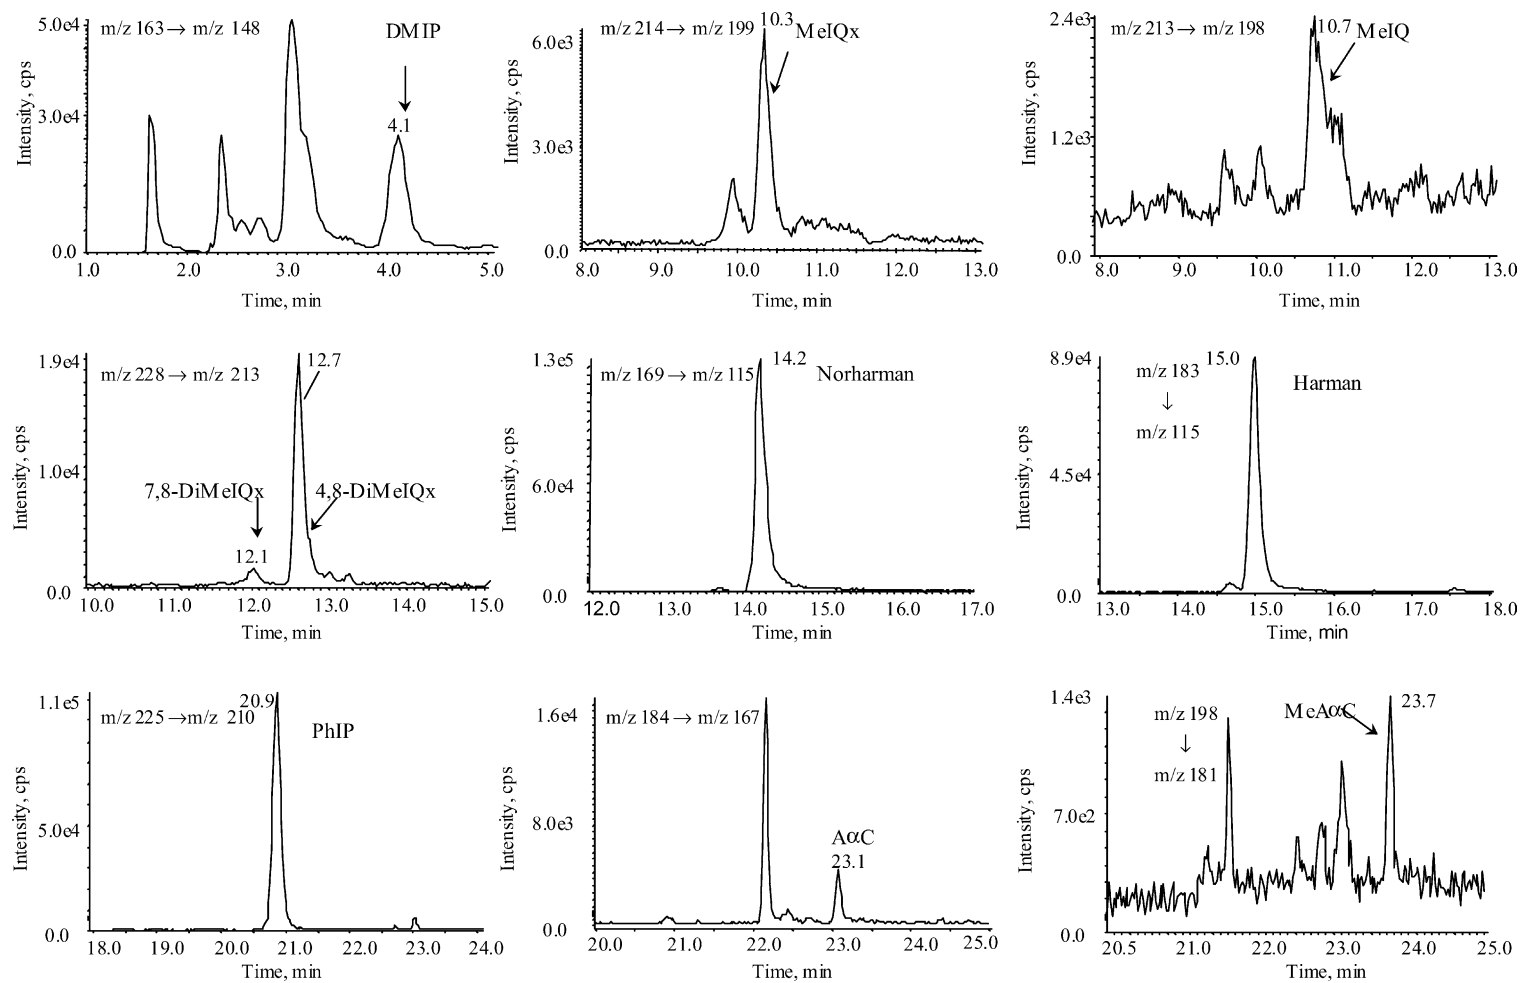 m/z 163→ m/z 148
DMIP
4.1
5.0e4
3.0e4
0.0
Intensity, cps
1.0 2.0 3.0 4.0 5.0
Time, min
m/z 214→ m/z 199
10.3
MeIQx
6.0e3
3.0e3
0.0
Intensity, cps
8.0 9.0 10.0 11.0 12.0 13.0
Time, min
m/z 213→ m/z 198
10.7 MeIQ
2.4e3
1.2e3
0.0
Intensity, cps
8.0 9.0 10.0 11.0 12.0 13.0
Time, min
m/z 228→ m/z 213
12.7
7,8-DiMeIQx
4,8-DiMeIQx
12.1
1.9e4
1.0e4
0.0
Intensity, cps
10.0 11.0 12.0 13.0 14.0 15.0
Time, min
m/z 169→ m/z 115
14.2
Norharman
1.3e5
6.0e4
0.0
Intensity, cps
12.0 13.0 14.0 15.0 16.0 17.0
Time, min
m/z 183
↓
m/z 115
15.0
Harman
8.9e4
4.5e4
0.0
Intensity, cps
13.0 14.0 15.0 16.0 17.0 18.0
Time, min
m/z 225→m/z 210
20.9
PhIP
1.1e5
5.0e4
0.0
Intensity, cps
18.0 19.0 20.0 21.0 22.0 23.0 24.0
Time, min
m/z 184→ m/z 167
AαC
23.1
1.6e4
8.0e3
0.0
Intensity, cps
20.0 21.0 22.0 23.0 24.0 25.0
Time, min
m/z 198
↓
m/z 181
MeAαC
23.7
1.4e3
7.0e2
0.0
Intensity, cps
20.5 21.0 22.0 23.0 24.0 25.0
Time, min